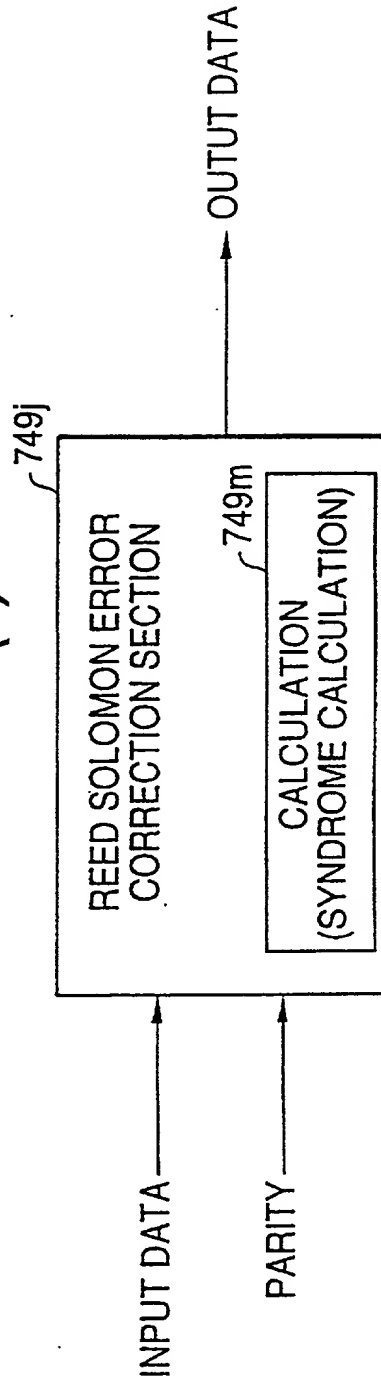 749j
REED SOLOMON ERROR
CORRECTION SECTION
749m
CALCULATION
(SYNDROME CALCULATION)
INPUT DATA
PARITY
OUTUT DATA